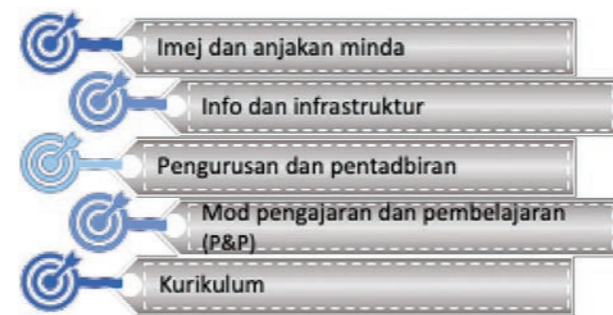 Imej dan anjakan minda
Info dan infrastruktur
Pengurusan dan pentadbiran
Mod pengajaran dan pembelajaran
(P&P)
Kurikulum